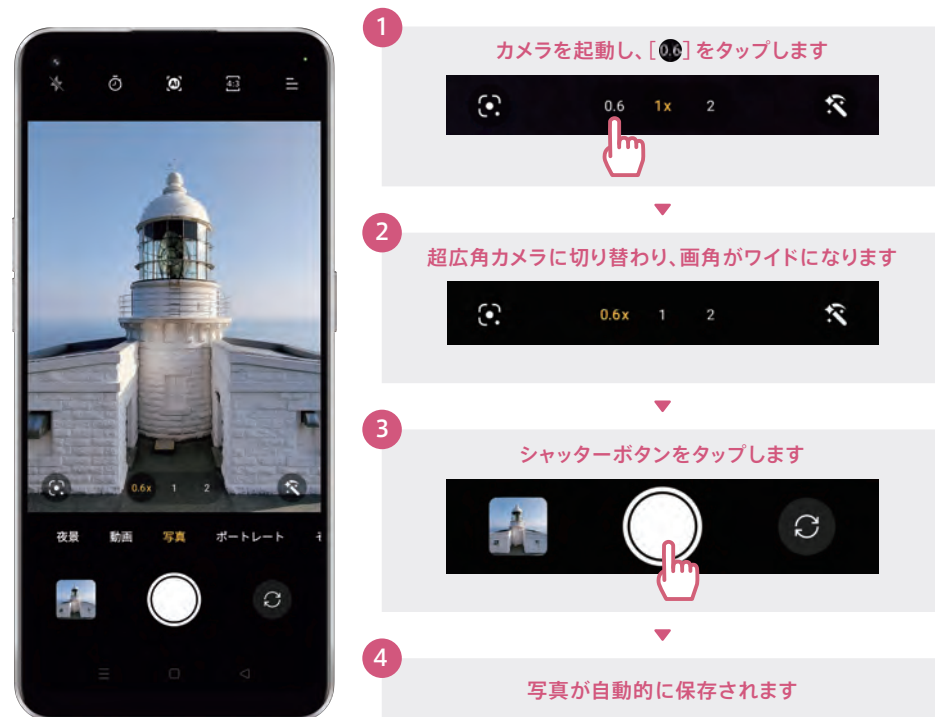 4:3
AI
0.6x 1 2
夜景 動画 写真 ポートレート
1
カメラを起動し、[0.6]をタップします
0.6 1x 2
2
超広角カメラに切り替わり、画角がワイドになります
0.6x 1 2
3
シャッターボタンをタップします
4
写真が自動的に保存されます